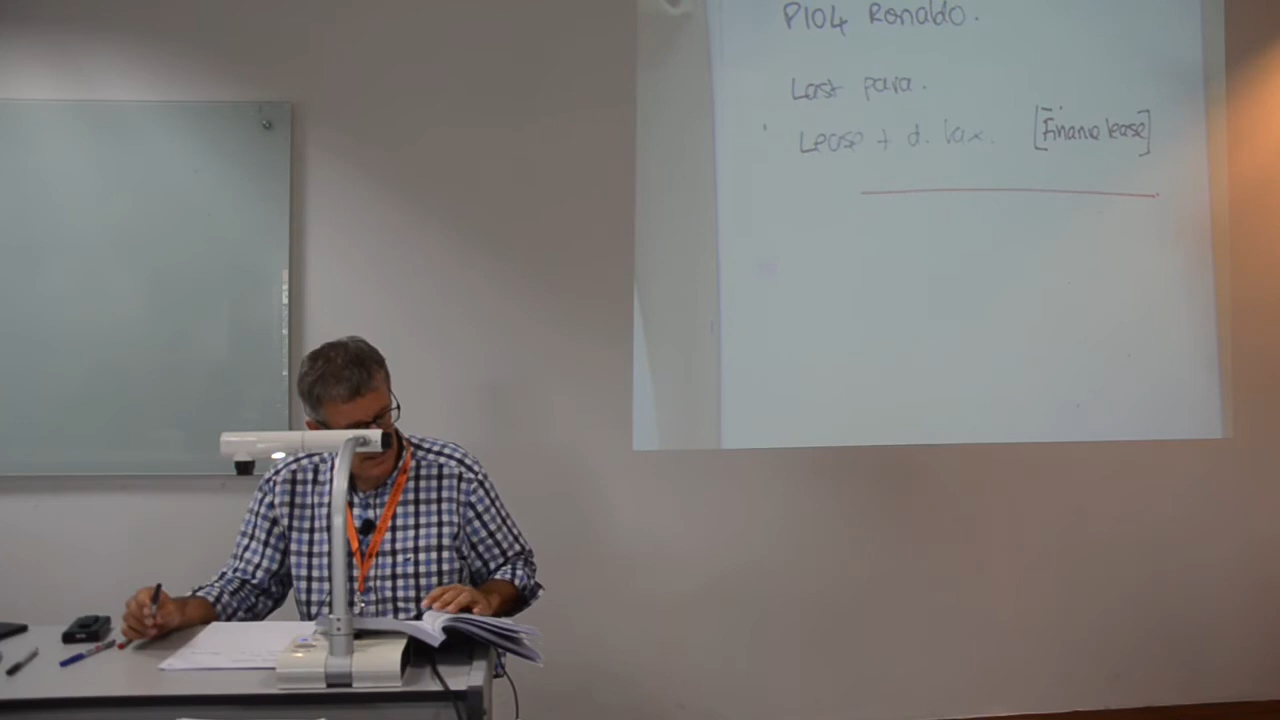 P104 Ronaldo.
Last para.
Lease + d. tax. [Finance lease]